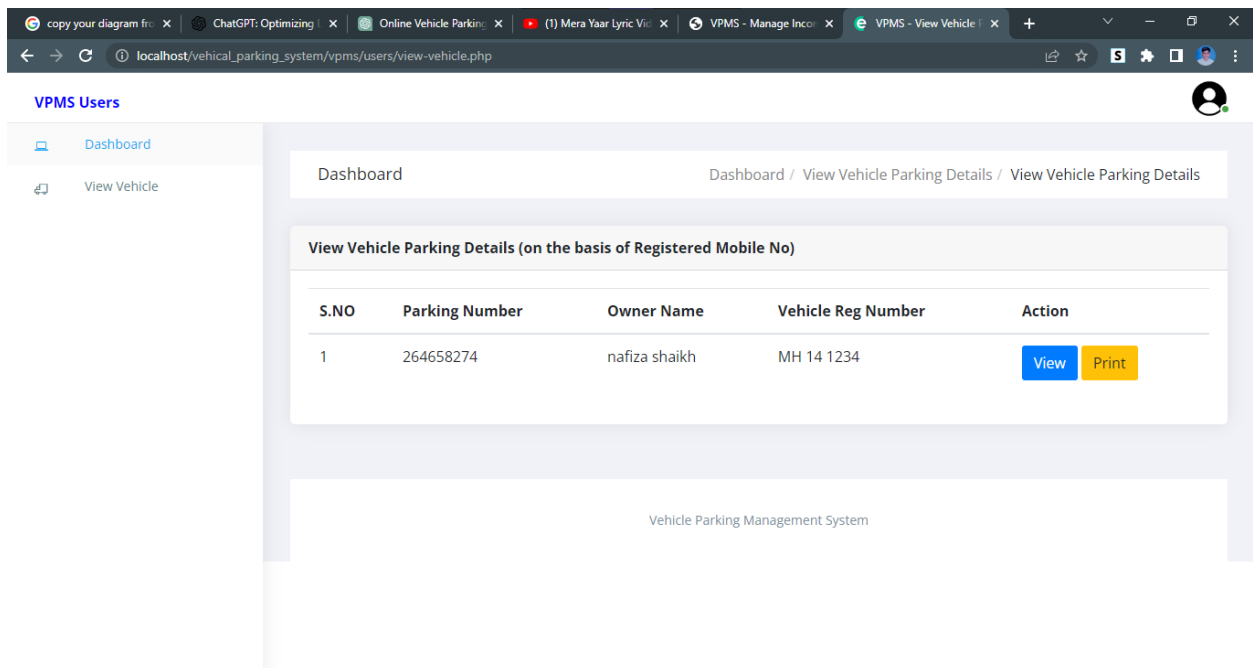 copy your diagram fro
ChatGPT: Optimizing L
Online Vehicle Parking
(1) Mera Yaar Lyric Vid
VPMS - Manage Incom
VPMS - View Vehicle P
localhost/vehical_parking_system/vpms/users/view-vehicle.php
S
VPMS Users
Dashboard
View Vehicle
Dashboard
Dashboard / View Vehicle Parking Details / View Vehicle Parking Details
View Vehicle Parking Details (on the basis of Registered Mobile No)
S.NO Parking Number Owner Name Vehicle Reg Number Action
1 264658274 nafiza shaikh MH 14 1234 View Print
Vehicle Parking Management System